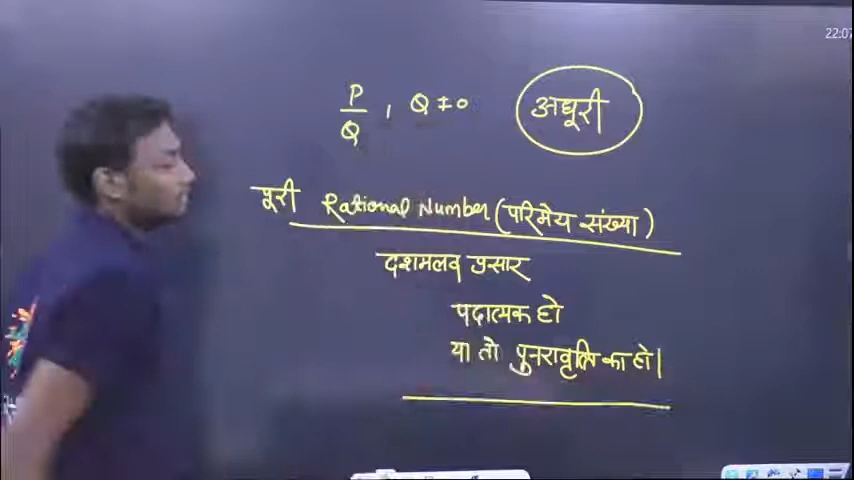 22:07
P/Q , Q ≠ 0 अधूरी
पूरी Rational Number (परिमेय संख्या)
दशमलव प्रसार
पदात्मक हो
या तो पुनरावृति का हो।